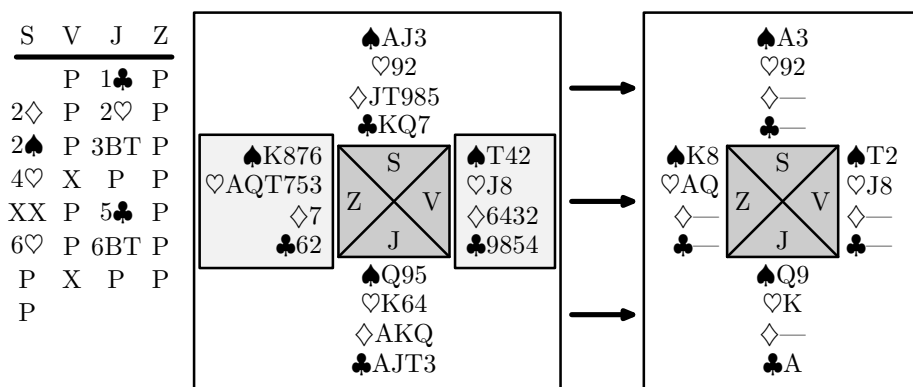 S V J Z
P 1♣ P
2♢ P 2♡ P
2♠ P 3BT P
4♡ X P P
XX P 5♣ P
6♡ P 6BT P
P X P P
P
♠AJ3
♡92
♢JT985
♣KQ7
♠K876
♡AQT753
♢7
♣62
S
Z V
J
♠T42
♡J8
♢6432
♣9854
♠Q95
♡K64
♢AKQ
♣AJT3
♠A3
♡92
♢—
♣—
♠K8
♡AQ
♢—
♣—
S
Z V
J
♠T2
♡J8
♢—
♣—
♠Q9
♡K
♢—
♣A